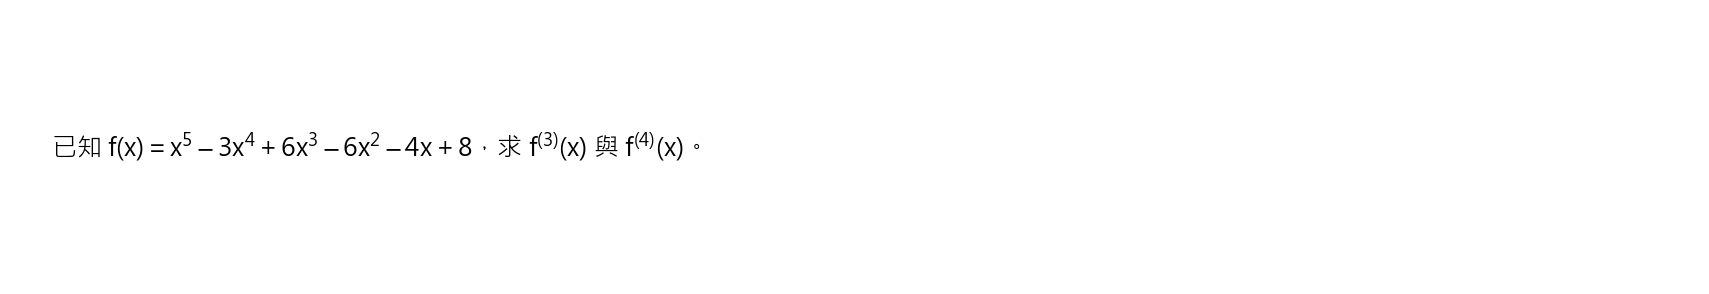 已知 f(x) = x⁵ – 3x⁴ + 6x³ – 6x² – 4x + 8，求 f⁽³⁾(x) 與 f⁽⁴⁾(x)。